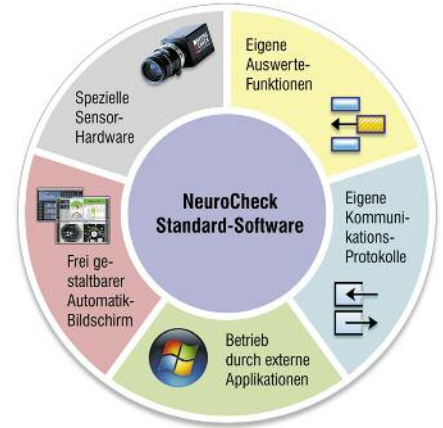 Spezielle
Sensor-
Hardware
Eigene
Auswerte-
Funktionen
NeuroCheck
Standard-Software
Eigene
Kommuni-
kations-
Protokolle
Frei ge-
staltbarer
Automatik-
Bildschirm
Betrieb
durch externe
Applikationen